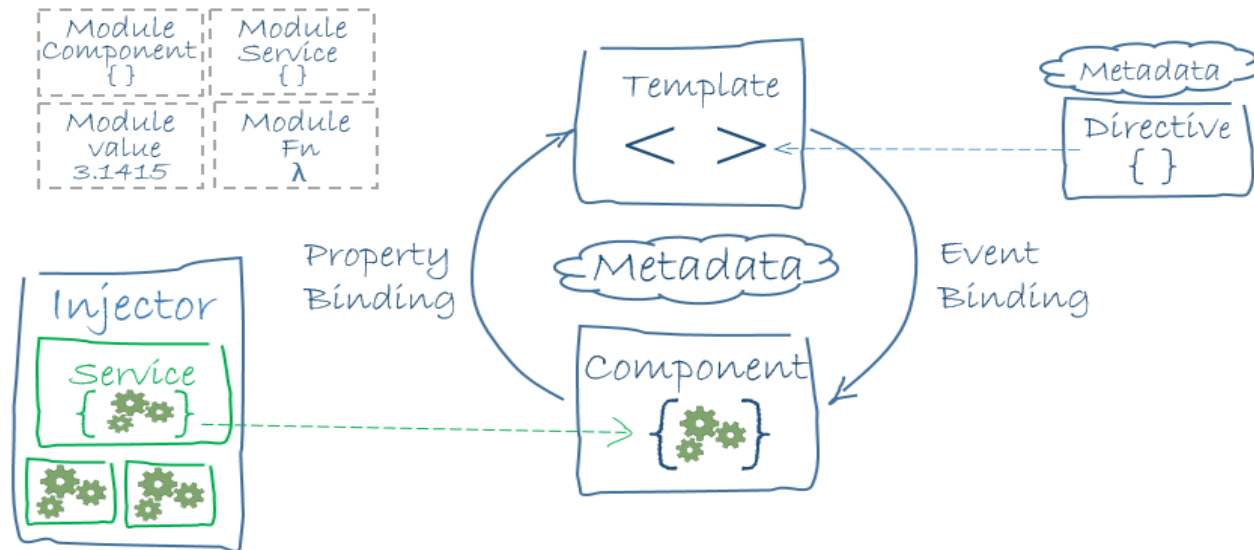 Module
Component
{ }
Module
Service
{ }
Module
value
3.1415
Module
Fn
λ
Template
< >
Metadata
Directive
{ }
Property
Binding
Metadata
Event
Binding
Injector
Service
{ }
Component
{ }